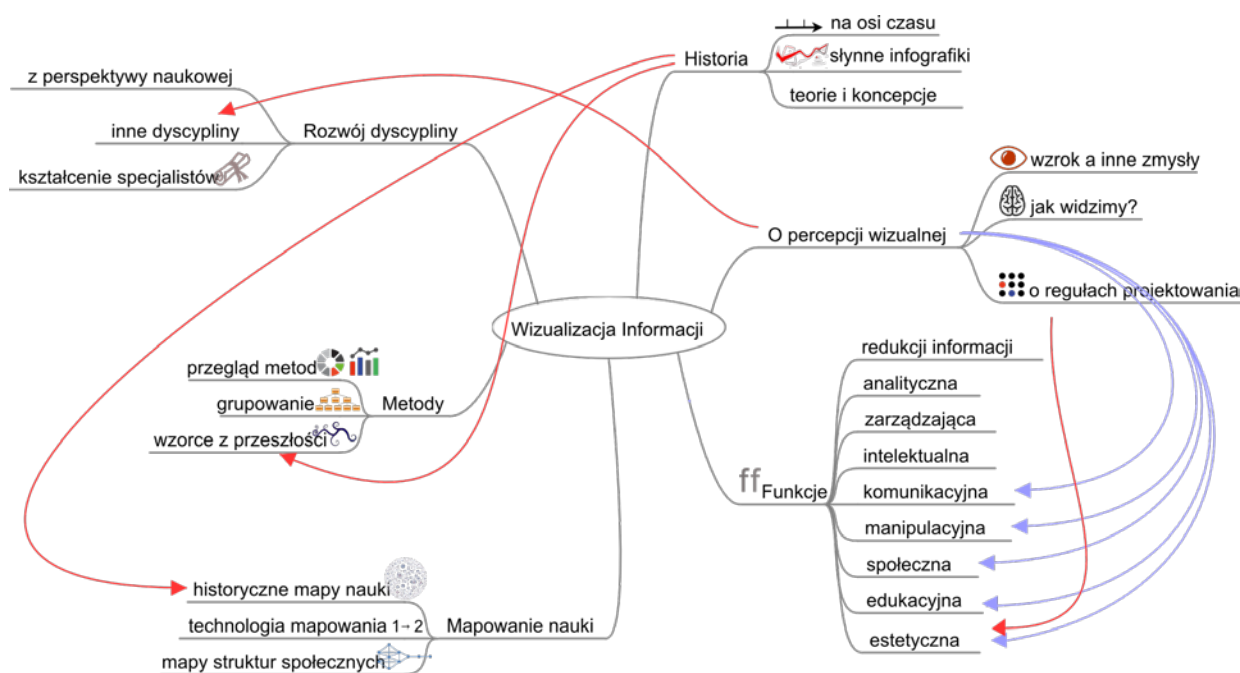 na osi czasu
Historia
słynne infografiki
teorie i koncepcje
z perspektywy naukowej
inne dyscypliny
Rozwój dyscypliny
kształcenie specjalistów
wzrok a inne zmysły
jak widzimy?
O percepcji wizualnej
o regułach projektowania
Wizualizacja Informacji
przegląd metod
grupowanie
Metody
wzorce z przeszłości
redukcji informacji
analityczna
zarządzająca
intelektualna
ff Funkcje
komunikacyjna
manipulacyjna
społeczna
edukacyjna
estetyczna
historyczne mapy nauki
technologia mapowania 1→2
Mapowanie nauki
mapy struktur społecznych